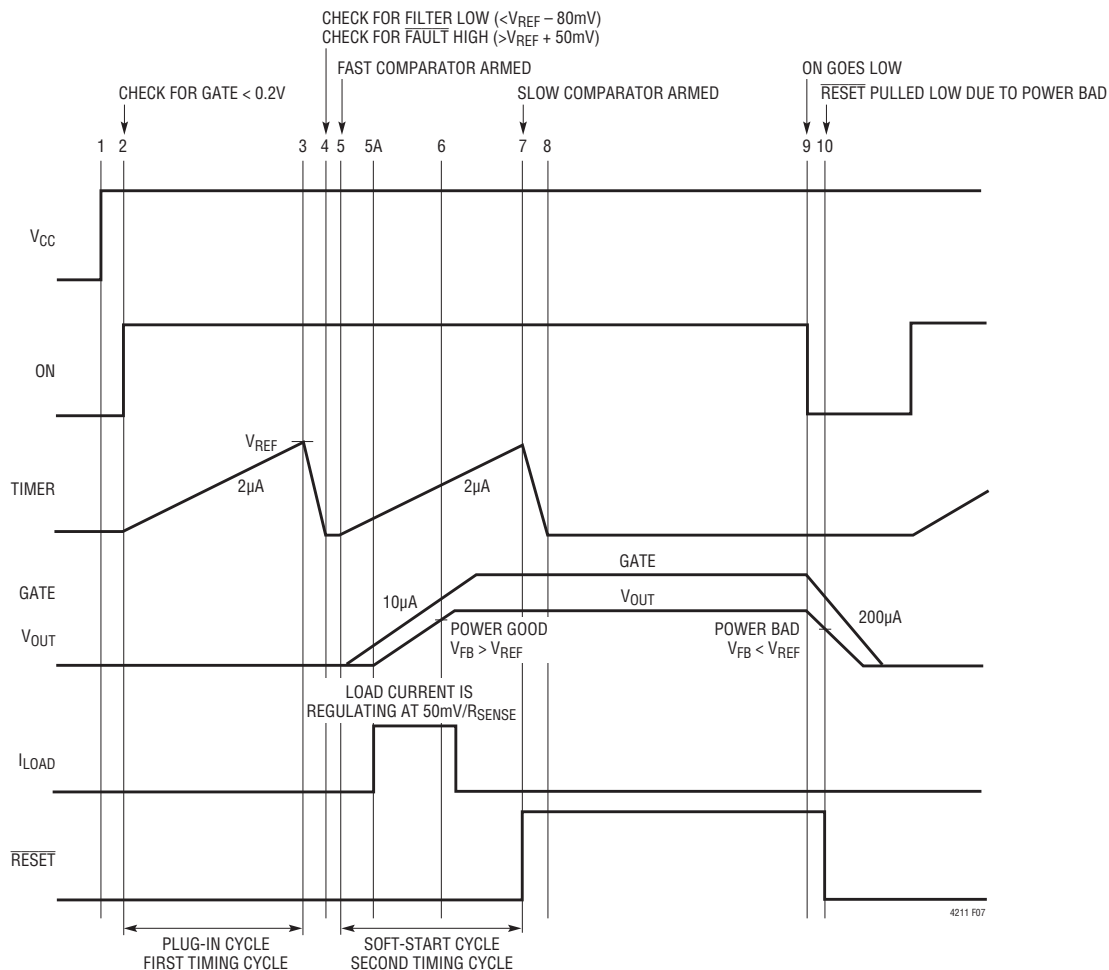 CHECK FOR FILTER LOW (<VREF – 80mV)
CHECK FOR FAULT HIGH (>VREF + 50mV)
FAST COMPARATOR ARMED
ON GOES LOW
CHECK FOR GATE < 0.2V
SLOW COMPARATOR ARMED
RESET PULLED LOW DUE TO POWER BAD
1 2 3 4 5 5A 6 7 8 9 10
VCC
ON
VREF
TIMER
2µA
2µA
GATE
GATE
10µA
VOUT
200µA
VOUT
POWER GOOD
VFB > VREF
POWER BAD
VFB < VREF
LOAD CURRENT IS
REGULATING AT 50mV/RSENSE
ILOAD
RESET
4211 F07
PLUG-IN CYCLE
FIRST TIMING CYCLE
SOFT-START CYCLE
SECOND TIMING CYCLE